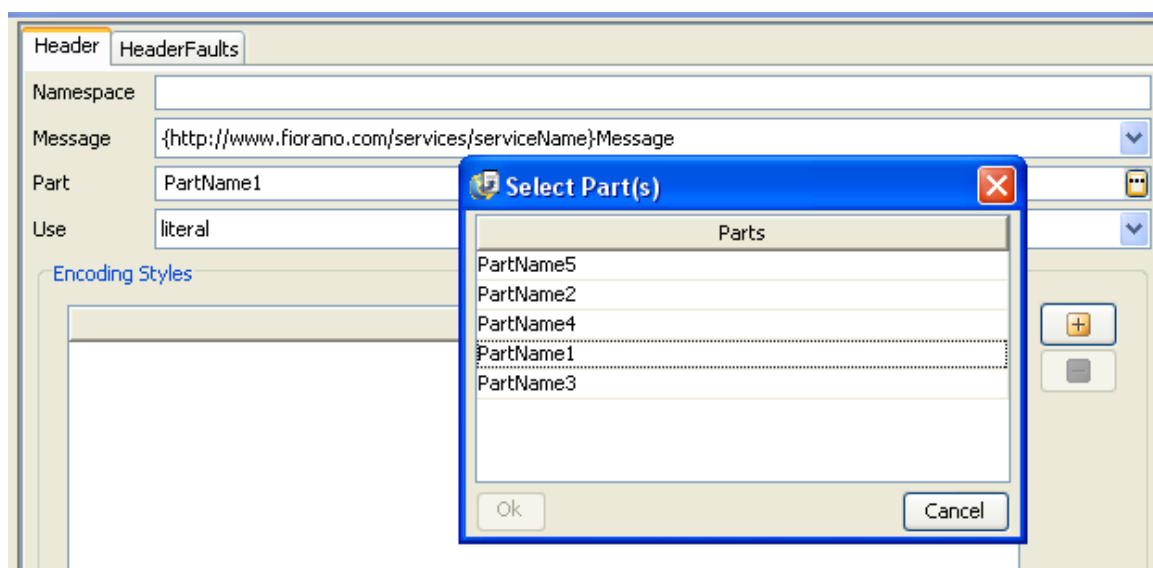 Header HeaderFaults
Namespace
Message {http://www.fiorano.com/services/serviceName}Message
Part PartName1
Use literal
Encoding Styles
Select Part(s)
Parts
PartName5
PartName2
PartName4
PartName1
PartName3
Ok Cancel